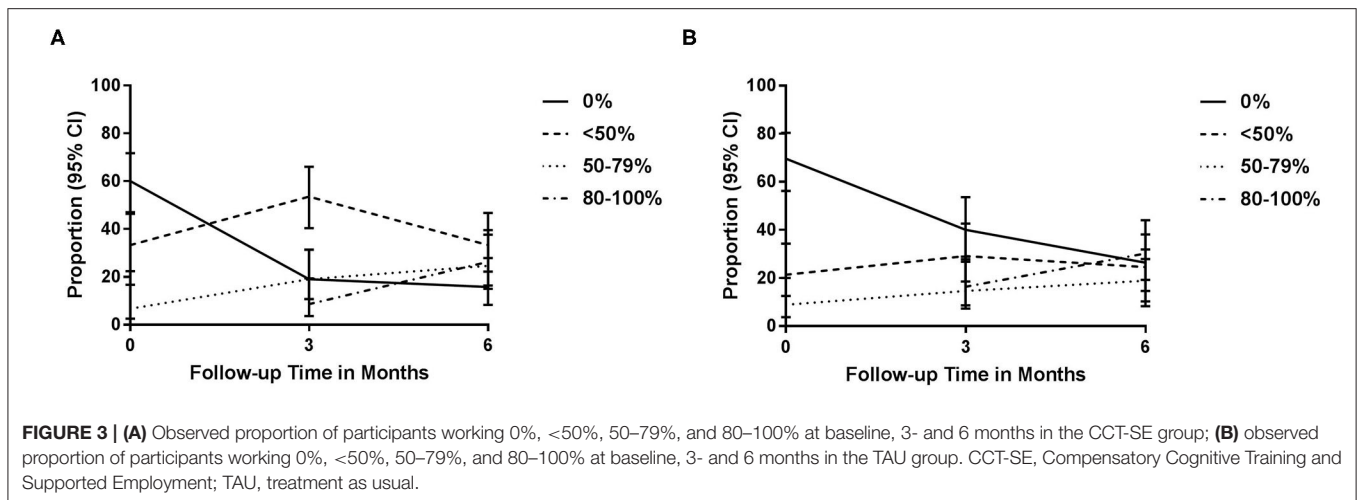 A
Proportion (95% CI)
100
80
60
40
20
0
0
3
6
Follow-up Time in Months
0%
<50%
50-79%
80-100%
B
Proportion (95% CI)
100
80
60
40
20
0
0
3
6
Follow-up Time in Months
0%
<50%
50-79%
80-100%
FIGURE 3 | (A) Observed proportion of participants working 0%, <50%, 50–79%, and 80–100% at baseline, 3- and 6 months in the CCT-SE group; (B) observed
proportion of participants working 0%, <50%, 50–79%, and 80–100% at baseline, 3- and 6 months in the TAU group. CCT-SE, Compensatory Cognitive Training and
Supported Employment; TAU, treatment as usual.